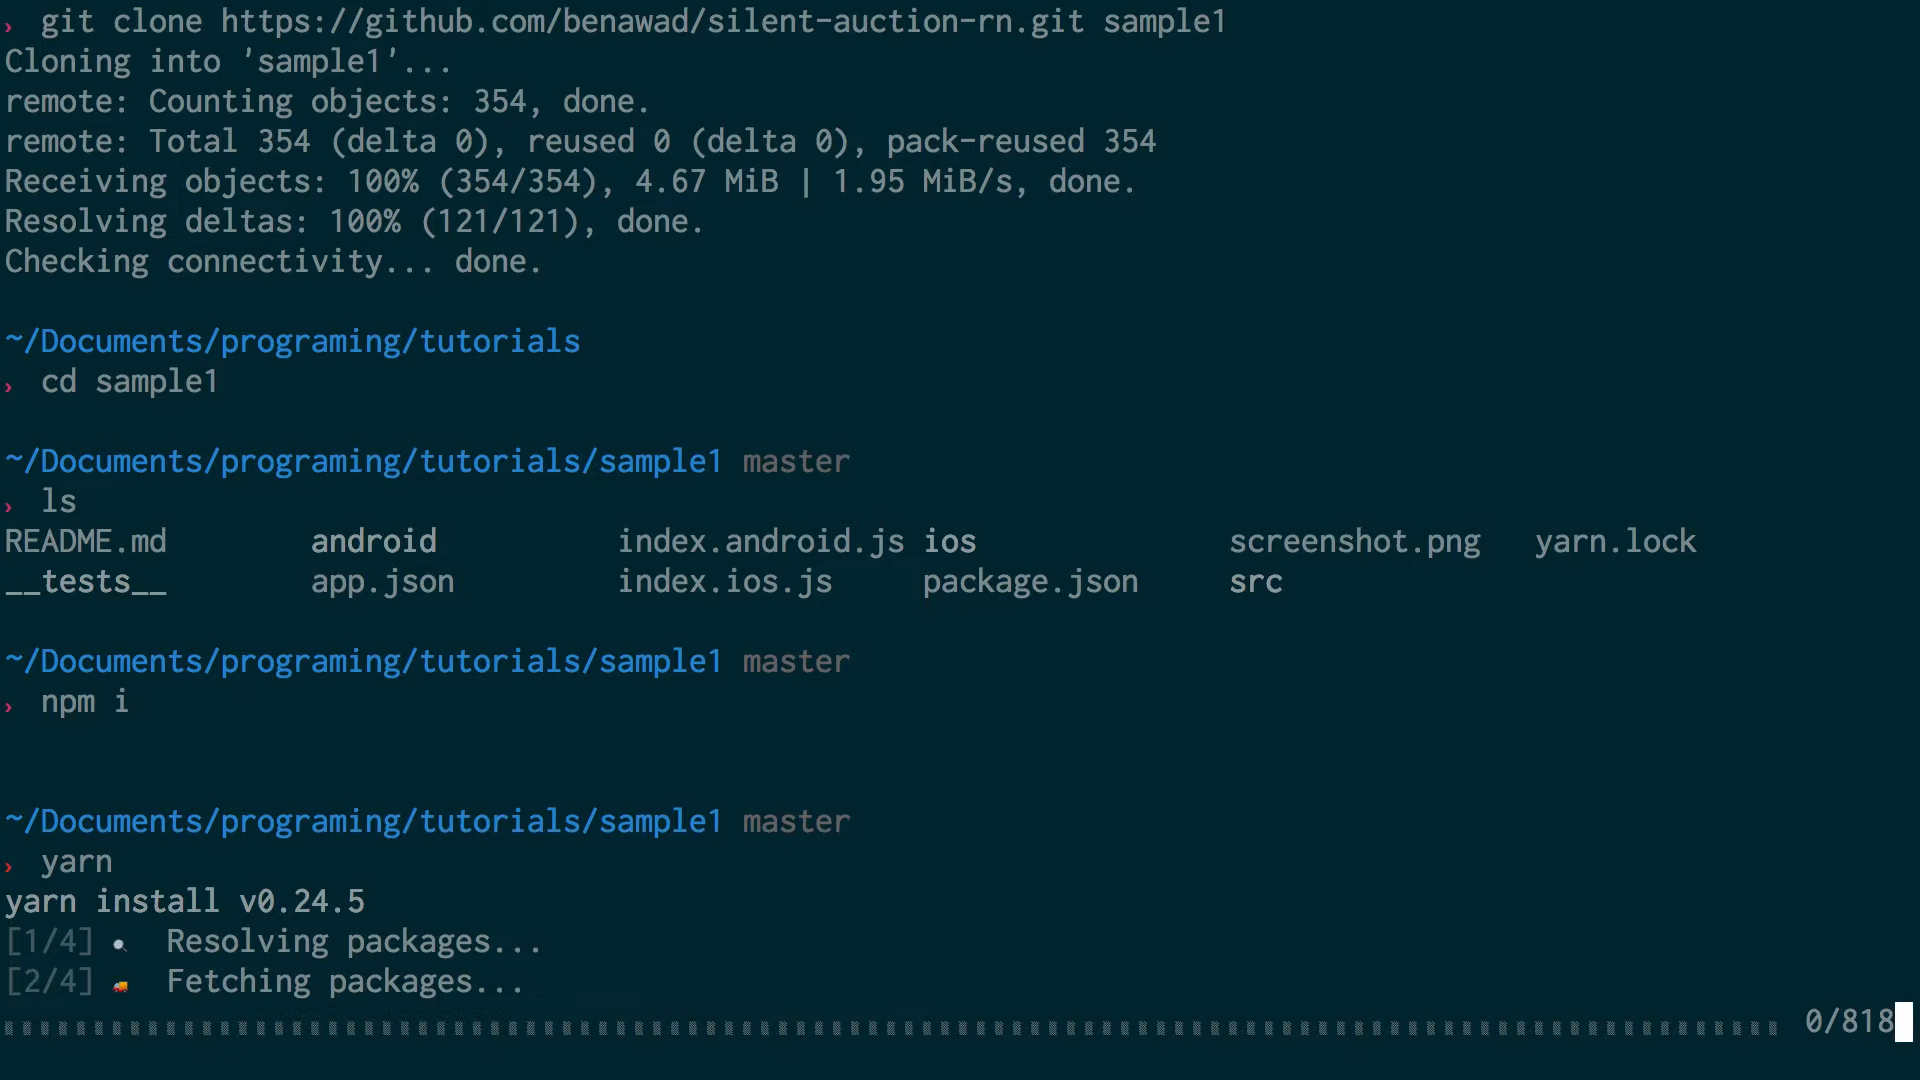 › git clone https://github.com/benawad/silent-auction-rn.git sample1
Cloning into 'sample1'...
remote: Counting objects: 354, done.
remote: Total 354 (delta 0), reused 0 (delta 0), pack-reused 354
Receiving objects: 100% (354/354), 4.67 MiB | 1.95 MiB/s, done.
Resolving deltas: 100% (121/121), done.
Checking connectivity... done.
~/Documents/programing/tutorials
› cd sample1
~/Documents/programing/tutorials/sample1 master
› ls
README.md android index.android.js ios screenshot.png yarn.lock
__tests__ app.json index.ios.js package.json src
~/Documents/programing/tutorials/sample1 master
› npm i
~/Documents/programing/tutorials/sample1 master
› yarn
yarn install v0.24.5
[1/4] 🔍 Resolving packages...
[2/4] 🚚 Fetching packages...
0/818